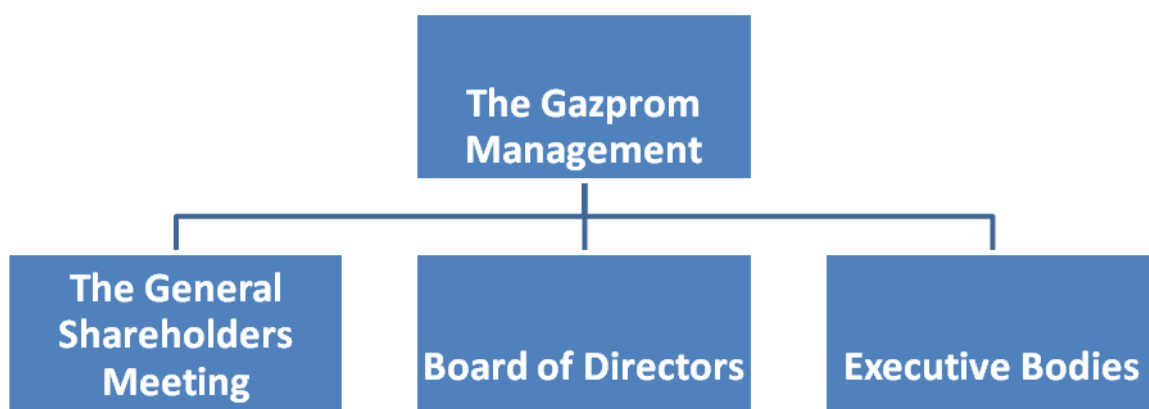 The Gazprom
Management
The General
Shareholders
Meeting
Board of Directors
Executive Bodies